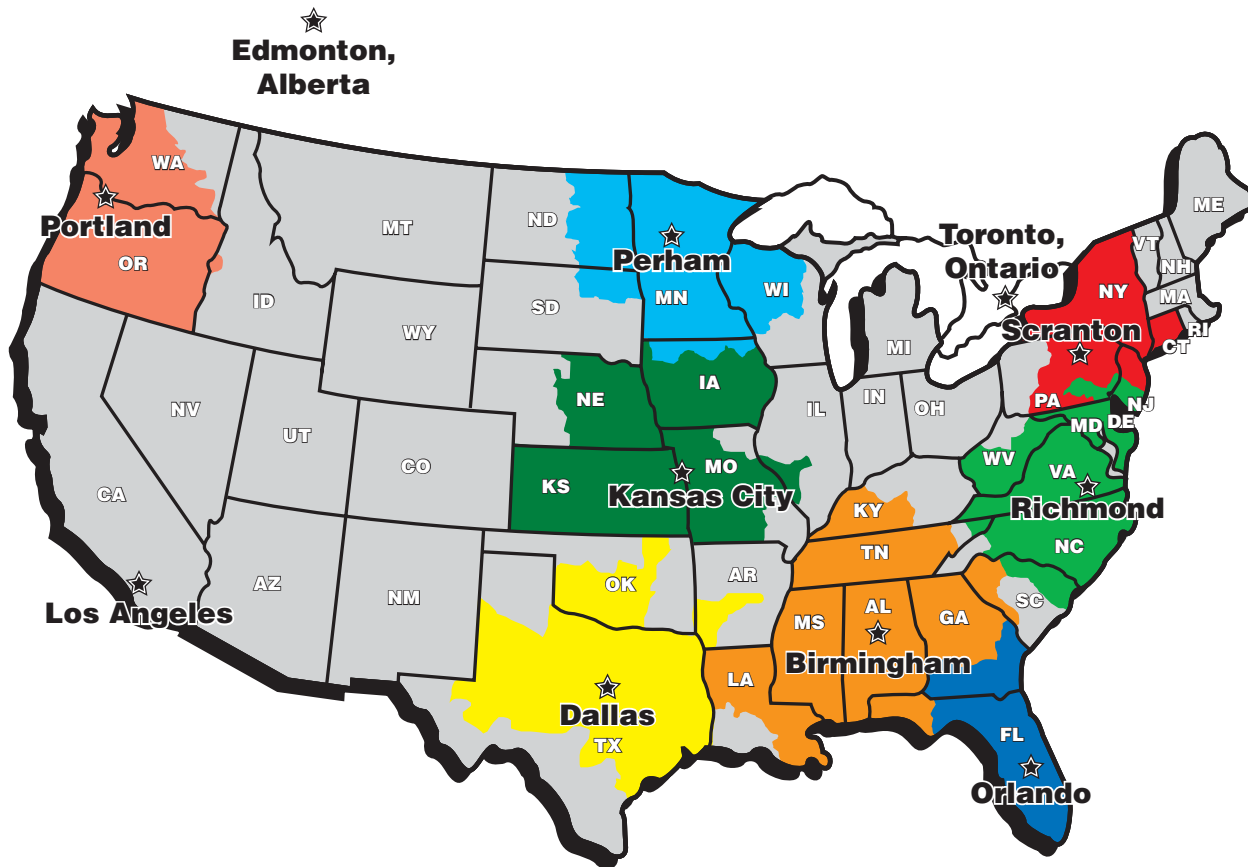 Edmonton,
Alberta
WA
Portland
OR
MT
ND
ID
WY
SD
Perham
MN
WI
MI
Toronto,
Ontario
ME
VT
NH
NY
MA
RI
CT
Scranton
PA
NJ
NV
UT
CO
NE
IA
IL
IN
OH
MD
DE
WV
VA
Richmond
CA
KS
MO
Kansas City
KY
TN
NC
SC
Los Angeles
AZ
NM
OK
AR
MS
AL
GA
Birmingham
LA
Dallas
TX
FL
Orlando